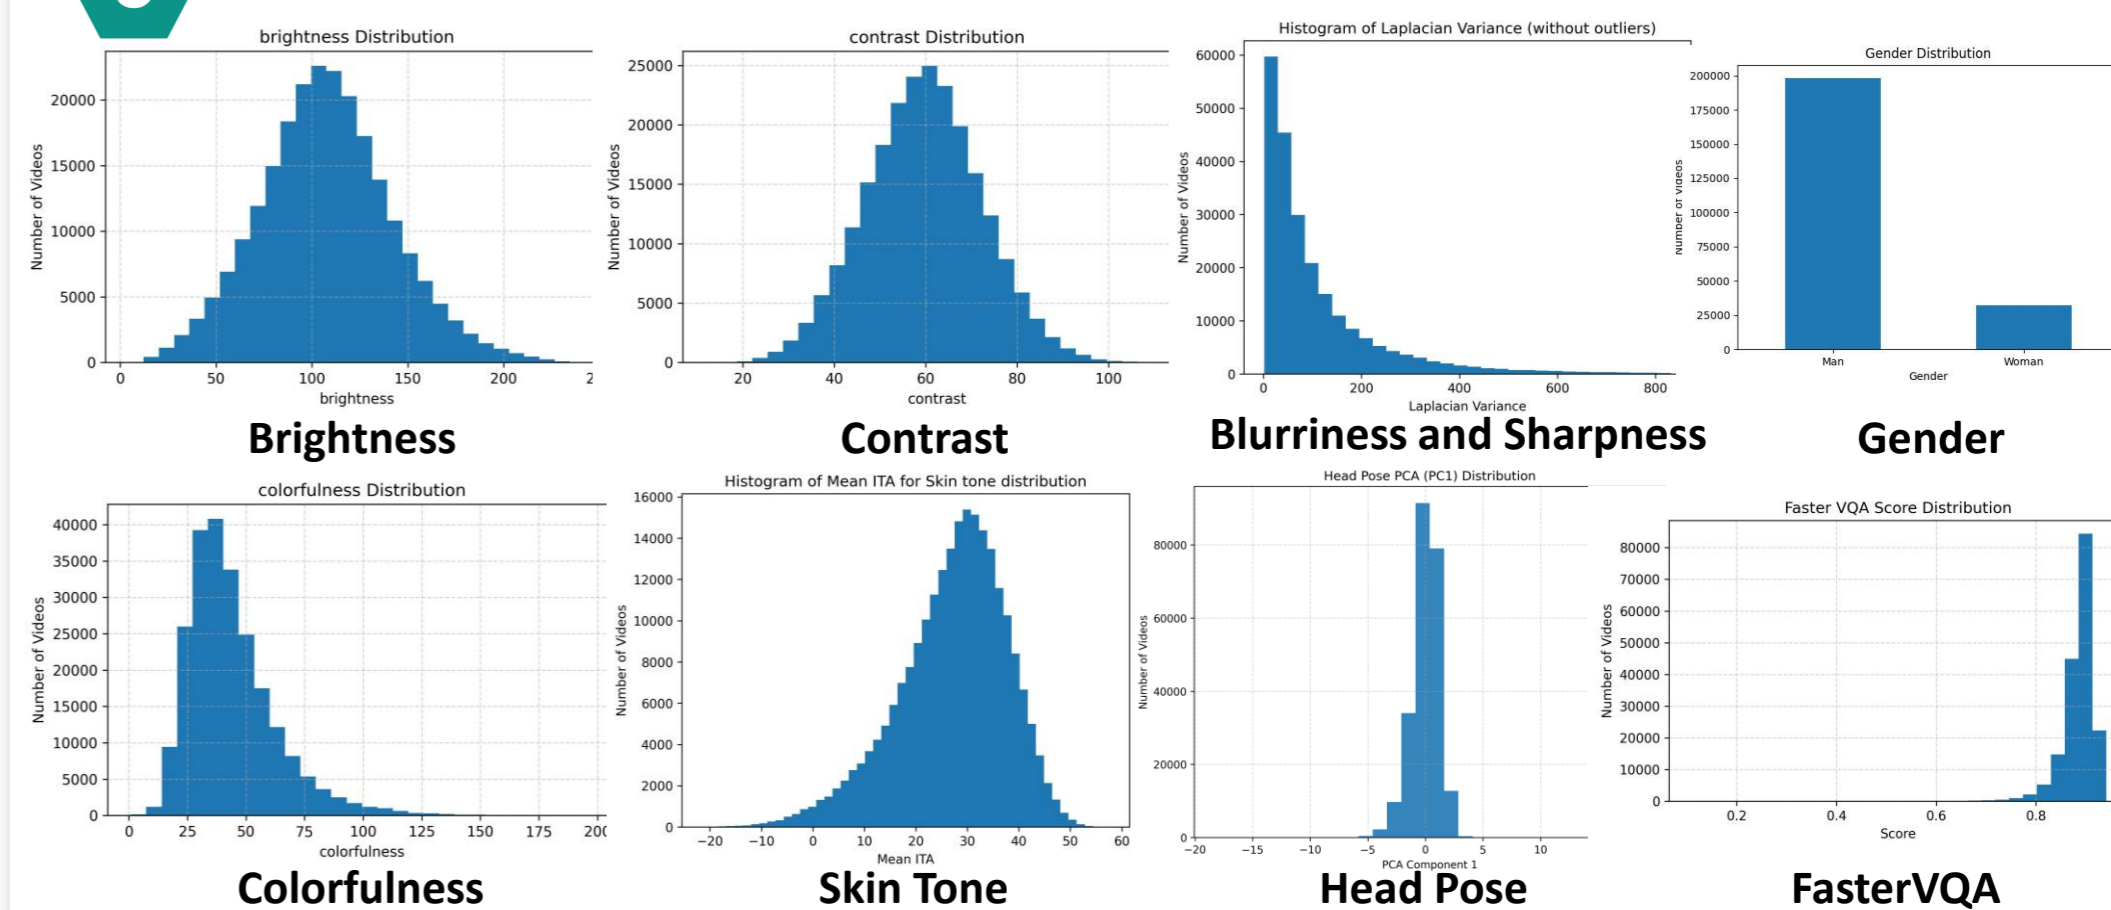 brightness Distribution
Number of Videos
20000
15000
10000
5000
0
0 50 100 150 200 2
brightness
Brightness
contrast Distribution
Number of Videos
25000
20000
15000
10000
5000
0
20 40 60 80 100
contrast
Contrast
Histogram of Laplacian Variance (without outliers)
Number of Videos
60000
50000
40000
30000
20000
10000
0
0 200 400 600 800
Laplacian Variance
Blurriness and Sharpness
Gender Distribution
Number of Videos
200000
175000
150000
125000
100000
75000
50000
25000
0
Man Woman
Gender
Gender
colorfulness Distribution
Number of Videos
40000
35000
30000
25000
20000
15000
10000
5000
0
0 25 50 75 100 125 150 175 200
colorfulness
Colorfulness
Histogram of Mean ITA for Skin tone distribution
Number of Videos
16000
14000
12000
10000
8000
6000
4000
2000
0
−20 −10 0 10 20 30 40 50 60
Mean ITA
Skin Tone
Head Pose PCA (PC1) Distribution
Number of Videos
80000
60000
40000
20000
0
−20 −15 −10 −5 0 5 10
PCA Component 1
Head Pose
Faster VQA Score Distribution
Number of Videos
80000
70000
60000
50000
40000
30000
20000
10000
0
0.2 0.4 0.6 0.8
Score
FasterVQA